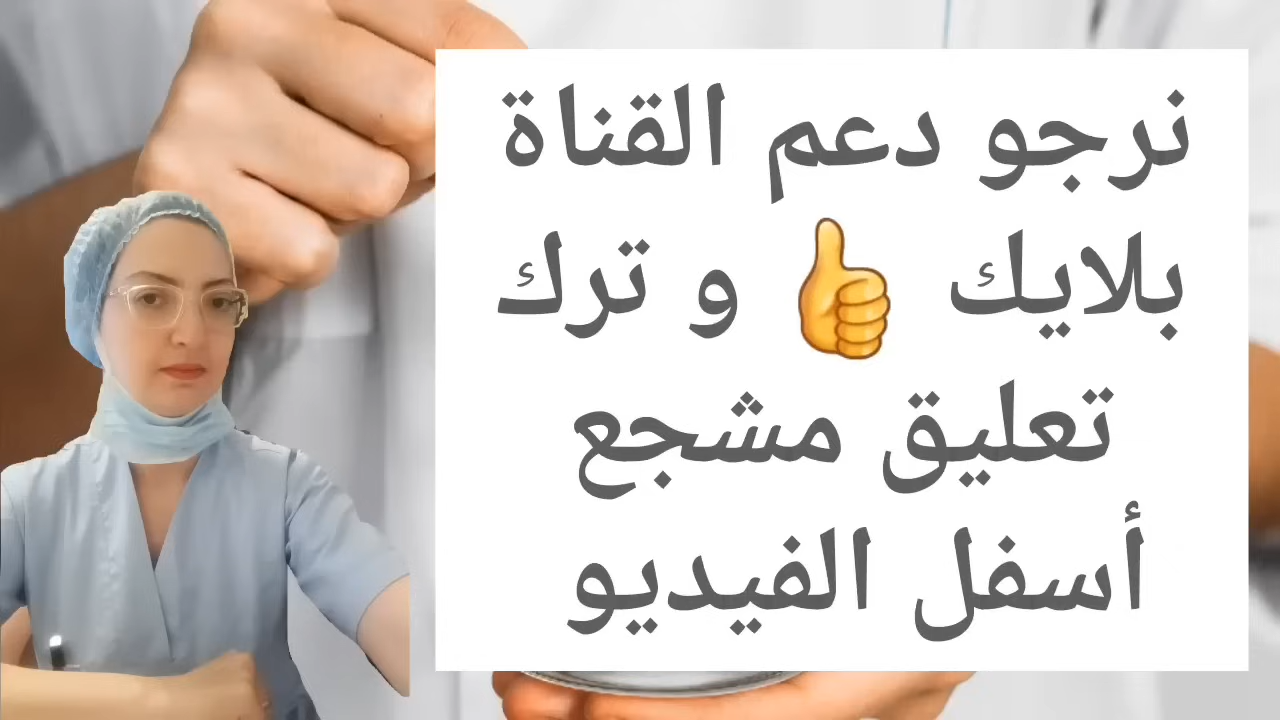 نرجو دعم القناة
بلايك 👍 و ترك
تعليق مشجع
أسفل الفيديو